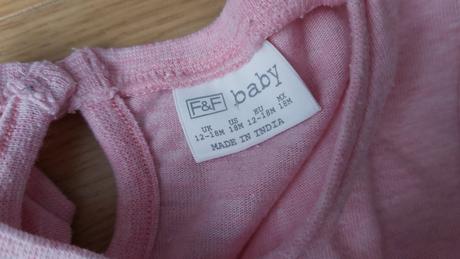 F&F baby
UK US EU MX
12-18M 18M 12-18M 18M
MADE IN INDIA